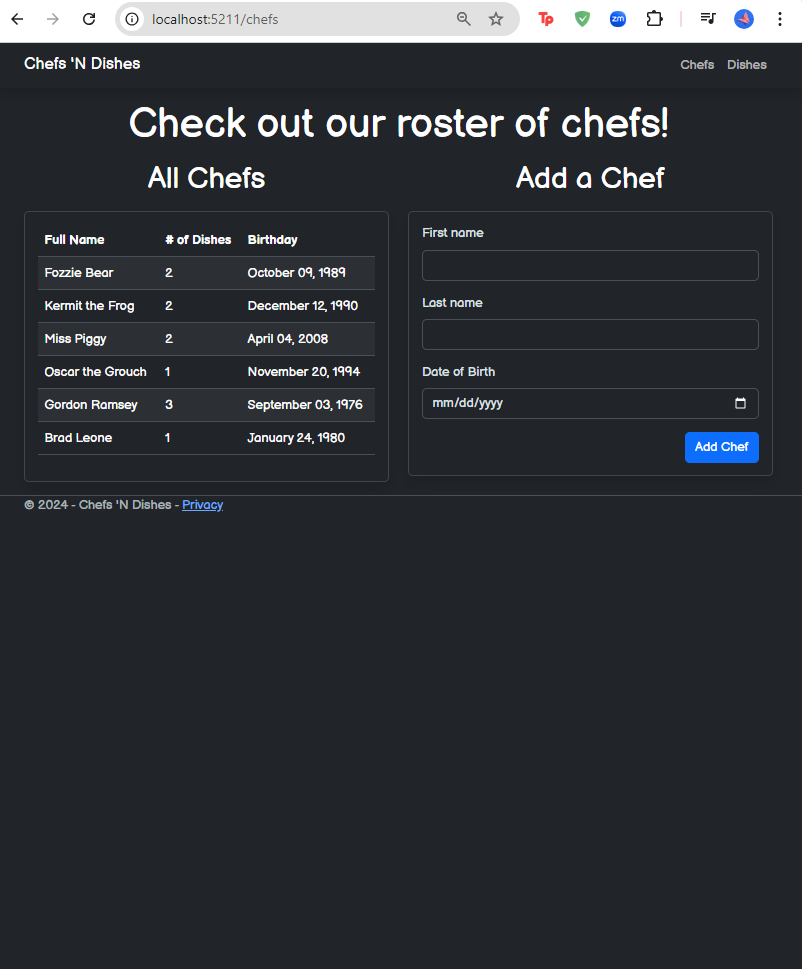 localhost:5211/chefs
Tp
zm
Chefs 'N Dishes
Chefs Dishes
Check out our roster of chefs!
All Chefs
Full Name # of Dishes Birthday
Fozzie Bear 2 October 09, 1989
Kermit the Frog 2 December 12, 1990
Miss Piggy 2 April 04, 2008
Oscar the Grouch 1 November 20, 1994
Gordon Ramsey 3 September 03, 1976
Brad Leone 1 January 24, 1980
Add a Chef
First name
Last name
Date of Birth
mm/dd/yyyy
Add Chef
© 2024 - Chefs 'N Dishes - Privacy